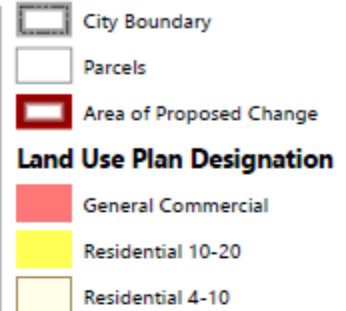 City Boundary
Parcels
Area of Proposed Change
Land Use Plan Designation
General Commercial
Residential 10-20
Residential 4-10